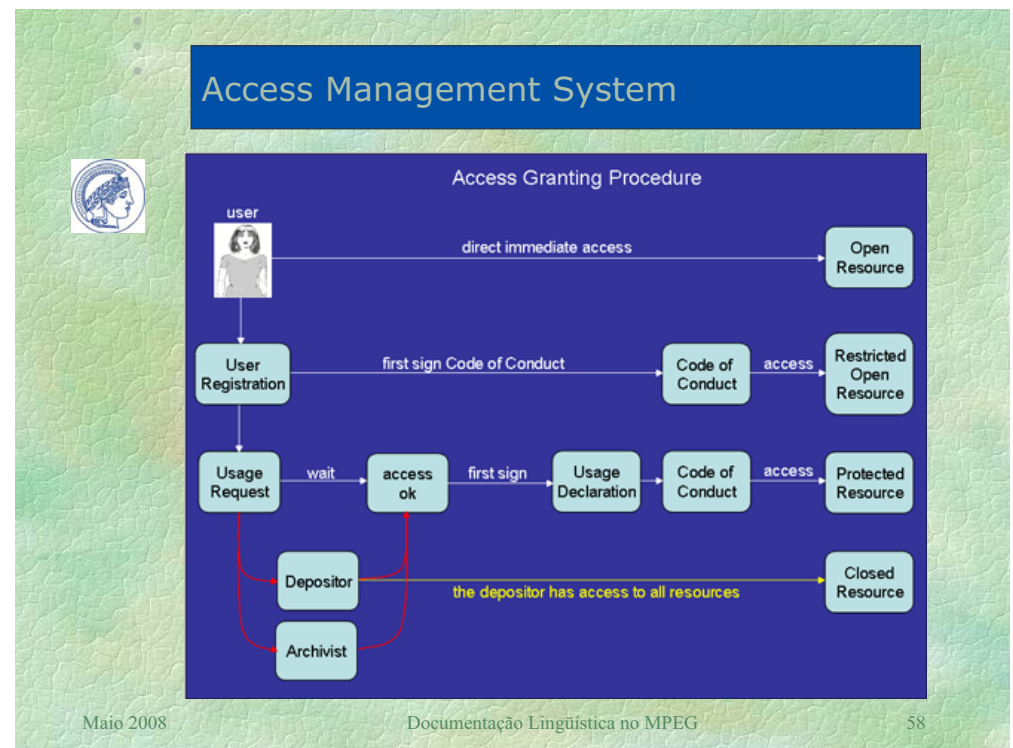 Access Management System
Access Granting Procedure
user
direct immediate access
Open
Resource
User
Registration
first sign Code of Conduct
Code of
Conduct
access
Restricted
Open
Resource
Usage
Request
wait
access
ok
first sign
Usage
Declaration
Code of
Conduct
access
Protected
Resource
Depositor
the depositor has access to all resources
Closed
Resource
Archivist
Maio 2008
Documentação Lingüística no MPEG
58